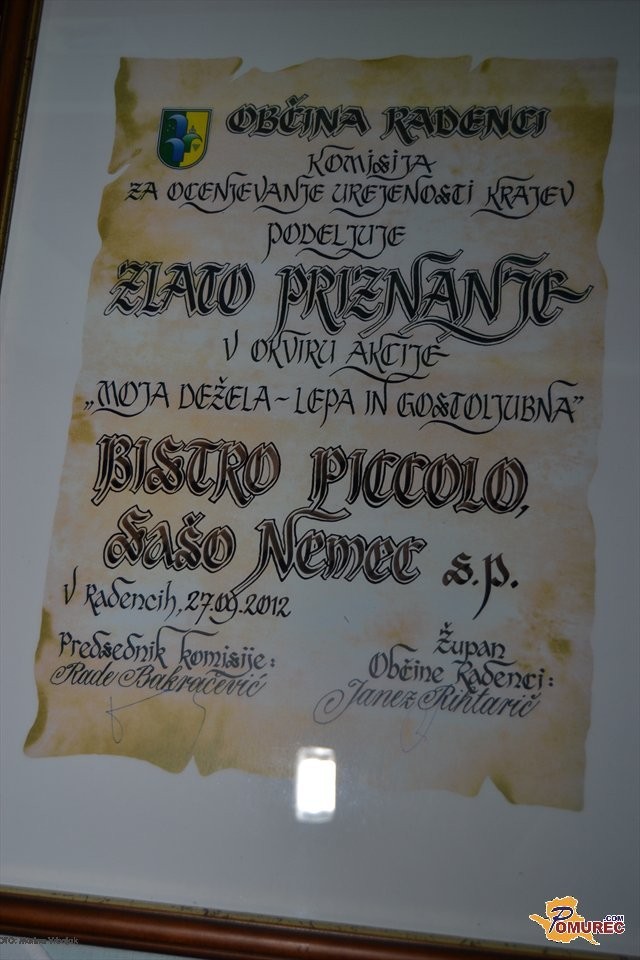 OBČINA RADENCI
KOMISIJA
ZA OCENJEVANJE UREJENOSTI KRAJEV
PODELJUJE
ZLATO PRIZNANJE
V OKVIRU AKCIJE
„MOJA DEŽELA - LEPA IN GOSTOLJUBNA"
BISTRO PICCOLO,
Sašo Nemec s.p.
V Radencih, 27.09.2012
Predsednik komisije:
Rade Bakračević
Župan
Občine Radenci:
Janez Rihtarič
POMUREC.COM